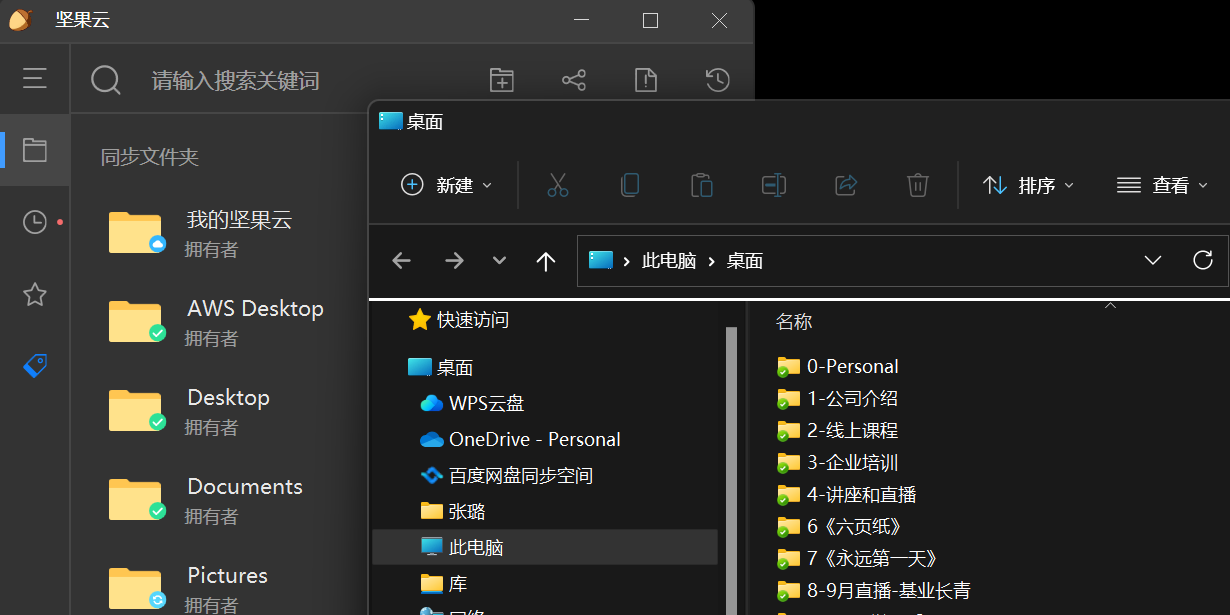 坚果云
请输入搜索关键词
同步文件夹
我的坚果云
拥有者
AWS Desktop
拥有者
Desktop
拥有者
Documents
拥有者
Pictures
拥有者
桌面
新建
排序
查看
此电脑
桌面
快速访问
桌面
WPS云盘
OneDrive - Personal
百度网盘同步空间
张璐
此电脑
库
名称
0-Personal
1-公司介绍
2-线上课程
3-企业培训
4-讲座和直播
6《六页纸》
7《永远第一天》
8-9月直播-基业长青